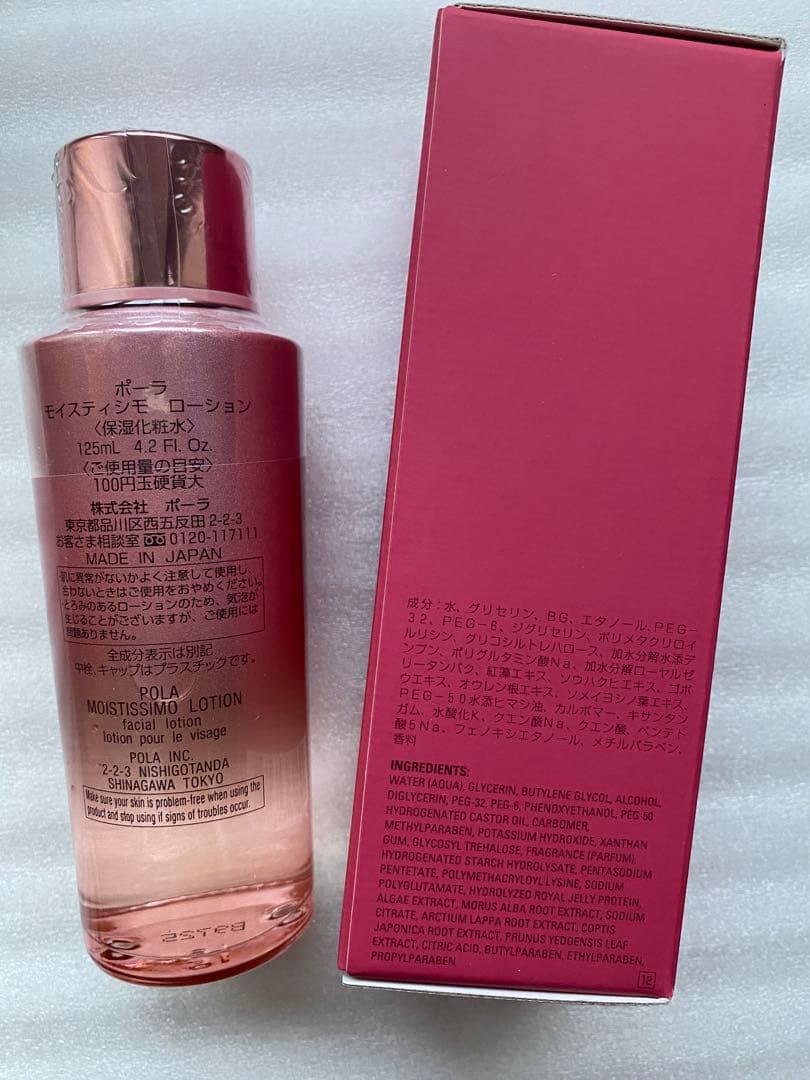 ポーラ
モイスティシモ ローション
〈保湿化粧水〉
125mL 4.2 Fl. Oz.
〈ご使用量の目安〉
100円玉硬貨大
株式会社 ポーラ
東京都品川区西五反田2-2-3
お客さま相談室 0120-117111
MADE IN JAPAN
肌に異常がないかよく注意して使用し、
合わないときはご使用をおやめください。
とろみのあるローションのため、気泡が
生じることがございますが、ご使用には
問題ありません。
全成分表示は別記
中栓、キャップはプラスチックです。
POLA
MOISTISSIMO LOTION
facial lotion
lotion pour le visage
POLA INC.
2-2-3 NISHIGOTANDA
SHINAGAWA TOKYO
Make sure your skin is problem-free when using the
product and stop using if signs of troubles occur.
成分：水、グリセリン、BG、エタノール、PEG-
32、PEG-6、ジグリセリン、ポリメタクリロイ
ルリシン、グリコシルトレハロース、加水分解水添デ
ンプン、ポリグルタミン酸Na、加水分解ローヤルゼ
リータンパク、紅藻エキス、ソウハクヒエキス、ゴボ
ウエキス、オウレン根エキス、ソメイヨシノ葉エキス、
PEG-50水添ヒマシ油、カルボマー、キサンタン
ガム、水酸化K、クエン酸Na、クエン酸、ペンテト
酸5Na、フェノキシエタノール、メチルパラベン、
香料
INGREDIENTS:
WATER (AQUA), GLYCERIN, BUTYLENE GLYCOL, ALCOHOL,
DIGLYCERIN, PEG-32, PEG-6, PHENOXYETHANOL, PEG-50
HYDROGENATED CASTOR OIL, CARBOMER,
METHYLPARABEN, POTASSIUM HYDROXIDE, XANTHAN
GUM, GLYCOSYL TREHALOSE, FRAGRANCE (PARFUM),
HYDROGENATED STARCH HYDROLYSATE, PENTASODIUM
PENTETATE, POLYMETHACRYLOYL LYSINE, SODIUM
POLYGLUTAMATE, HYDROLYZED ROYAL JELLY PROTEIN,
ALGAE EXTRACT, MORUS ALBA ROOT EXTRACT, SODIUM
CITRATE, ARCTIUM LAPPA ROOT EXTRACT, COPTIS
JAPONICA ROOT EXTRACT, PRUNUS YEDOENSIS LEAF
EXTRACT, CITRIC ACID, BUTYLPARABEN, ETHYLPARABEN,
PROPYLPARABEN
12